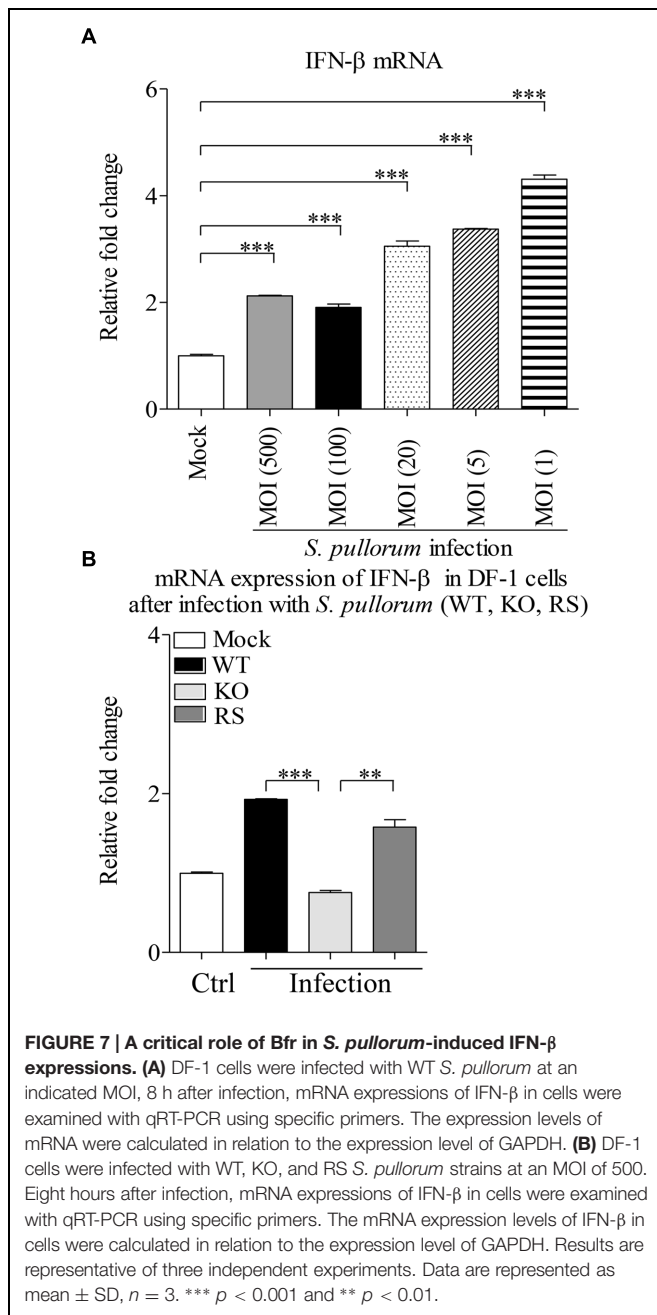 A
IFN-β mRNA
Relative fold change
6
4
2
0
***
***
***
***
***
Mock
MOI (500)
MOI (100)
MOI (20)
MOI (5)
MOI (1)
S. pullorum infection
B
mRNA expression of IFN-β in DF-1 cells
after infection with S. pullorum (WT, KO, RS)
Relative fold change
4
2
0
Mock
WT
KO
RS
***
**
Ctrl
Infection
FIGURE 7 | A critical role of Bfr in S. pullorum-induced IFN-β
expressions. (A) DF-1 cells were infected with WT S. pullorum at an
indicated MOI, 8 h after infection, mRNA expressions of IFN-β in cells were
examined with qRT-PCR using specific primers. The expression levels of
mRNA were calculated in relation to the expression level of GAPDH. (B) DF-1
cells were infected with WT, KO, and RS S. pullorum strains at an MOI of 500.
Eight hours after infection, mRNA expressions of IFN-β in cells were examined
with qRT-PCR using specific primers. The mRNA expression levels of IFN-β in
cells were calculated in relation to the expression level of GAPDH. Results are
representative of three independent experiments. Data are represented as
mean ± SD, n = 3. *** p < 0.001 and ** p < 0.01.